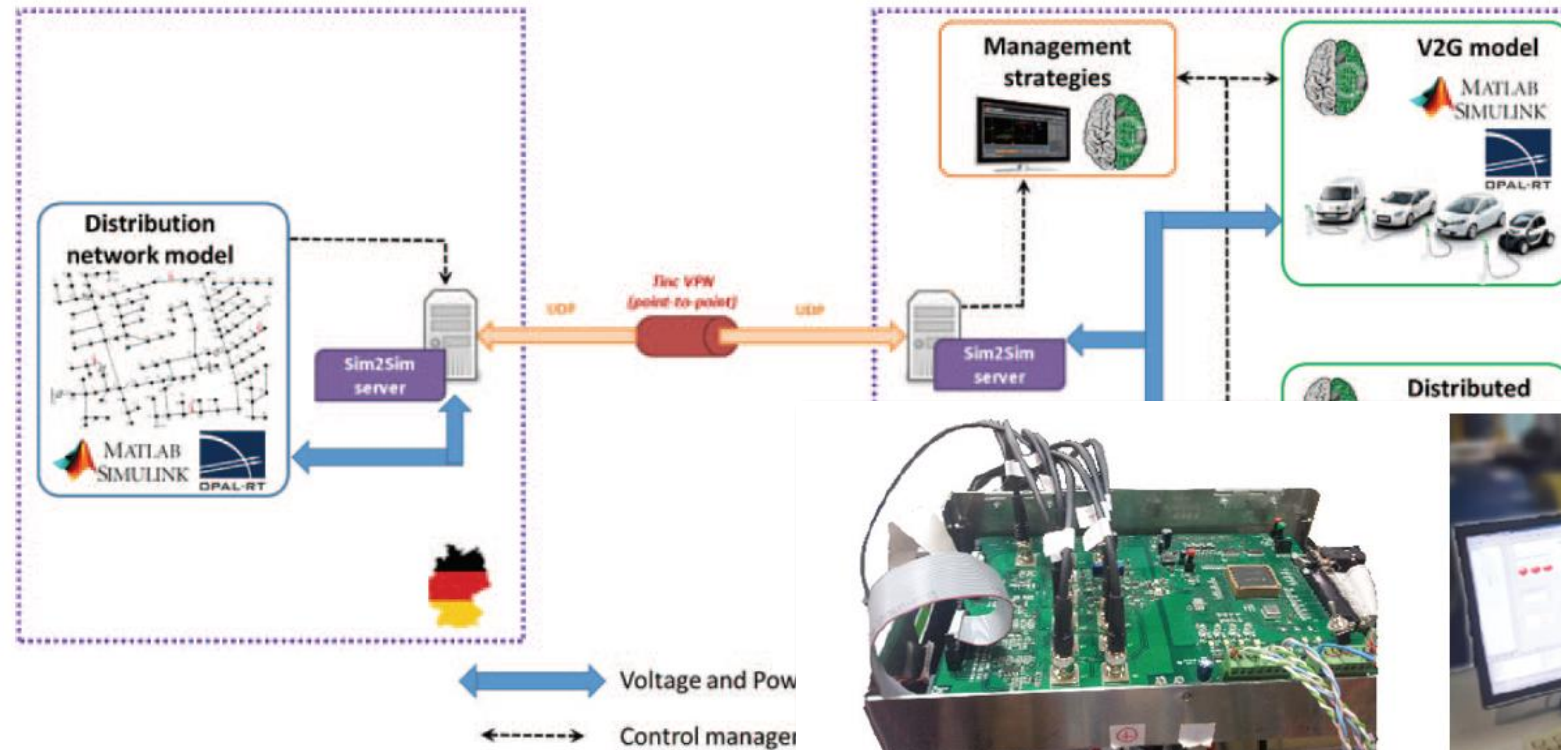 Distribution
network model
MATLAB
SIMULINK
OPAL-RT
Sim2Sim
server
UDP
Tinc VPN
(point-to-point)
UDP
Sim2Sim
server
Management
strategies
V2G model
MATLAB
SIMULINK
OPAL-RT
Distributed
Voltage and Pow
Control manager